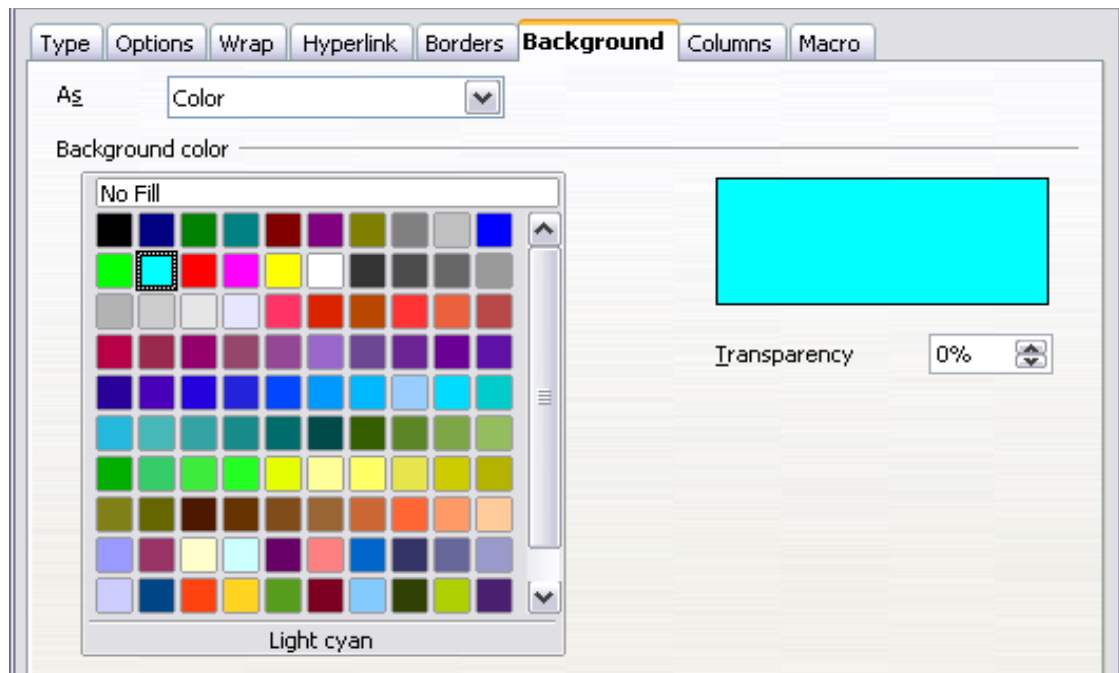 Type Options Wrap Hyperlink Borders Background Columns Macro
As Color
Background color
No Fill
Transparency 0%
Light cyan